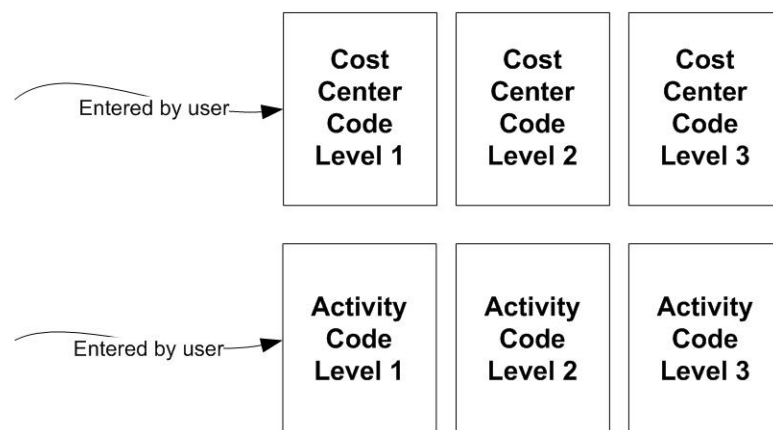 Cost
Center
Code
Level 1
Cost
Center
Code
Level 2
Cost
Center
Code
Level 3
Entered by user
Activity
Code
Level 1
Activity
Code
Level 2
Activity
Code
Level 3
Entered by user